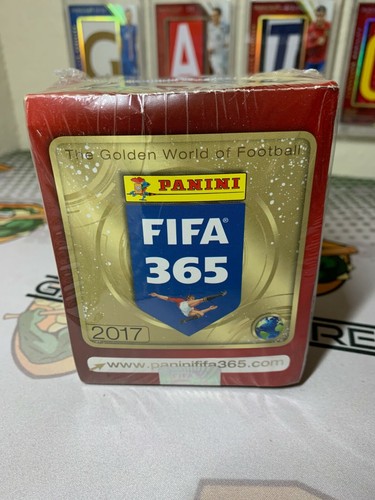 G
A
U
The Golden World of Football
PANINI
FIFA®
365
2017
www.paninififa365.com